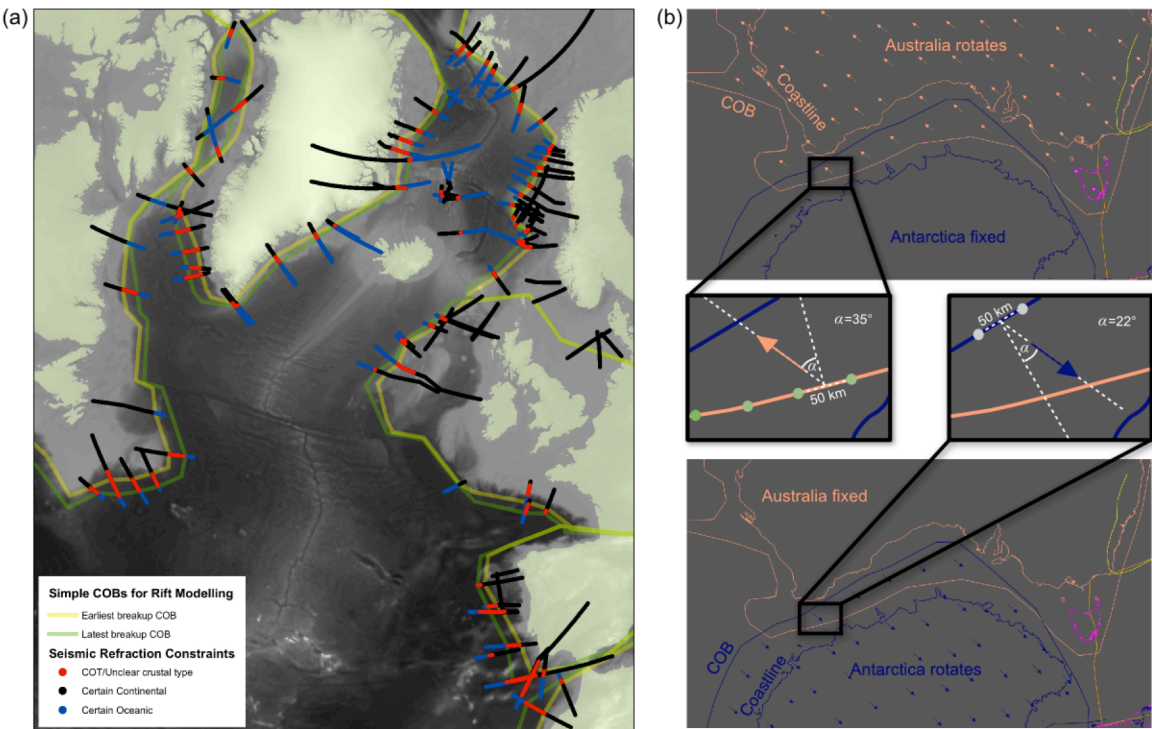 (a)
Simple COBs for Rift Modelling
Earliest breakup COB
Latest breakup COB
Seismic Refraction Constraints
COT/Unclear crustal type
Certain Continental
Certain Oceanic
(b)
Australia rotates
Coastline
COB
Antarctica fixed
α=35°
α
50 km
50 km
α=22°
α
Australia fixed
COB
Coastline
Antarctica rotates